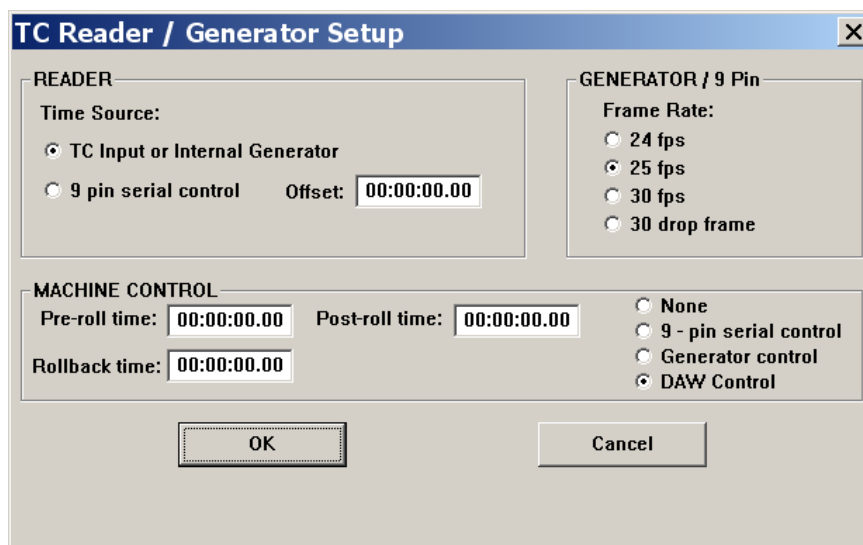 TC Reader / Generator Setup
READER
Time Source:
TC Input or Internal Generator
9 pin serial control Offset: 00:00:00.00
GENERATOR / 9 Pin
Frame Rate:
24 fps
25 fps
30 fps
30 drop frame
MACHINE CONTROL
Pre-roll time: 00:00:00.00 Post-roll time: 00:00:00.00
Rollback time: 00:00:00.00
None
9 - pin serial control
Generator control
DAW Control
OK Cancel